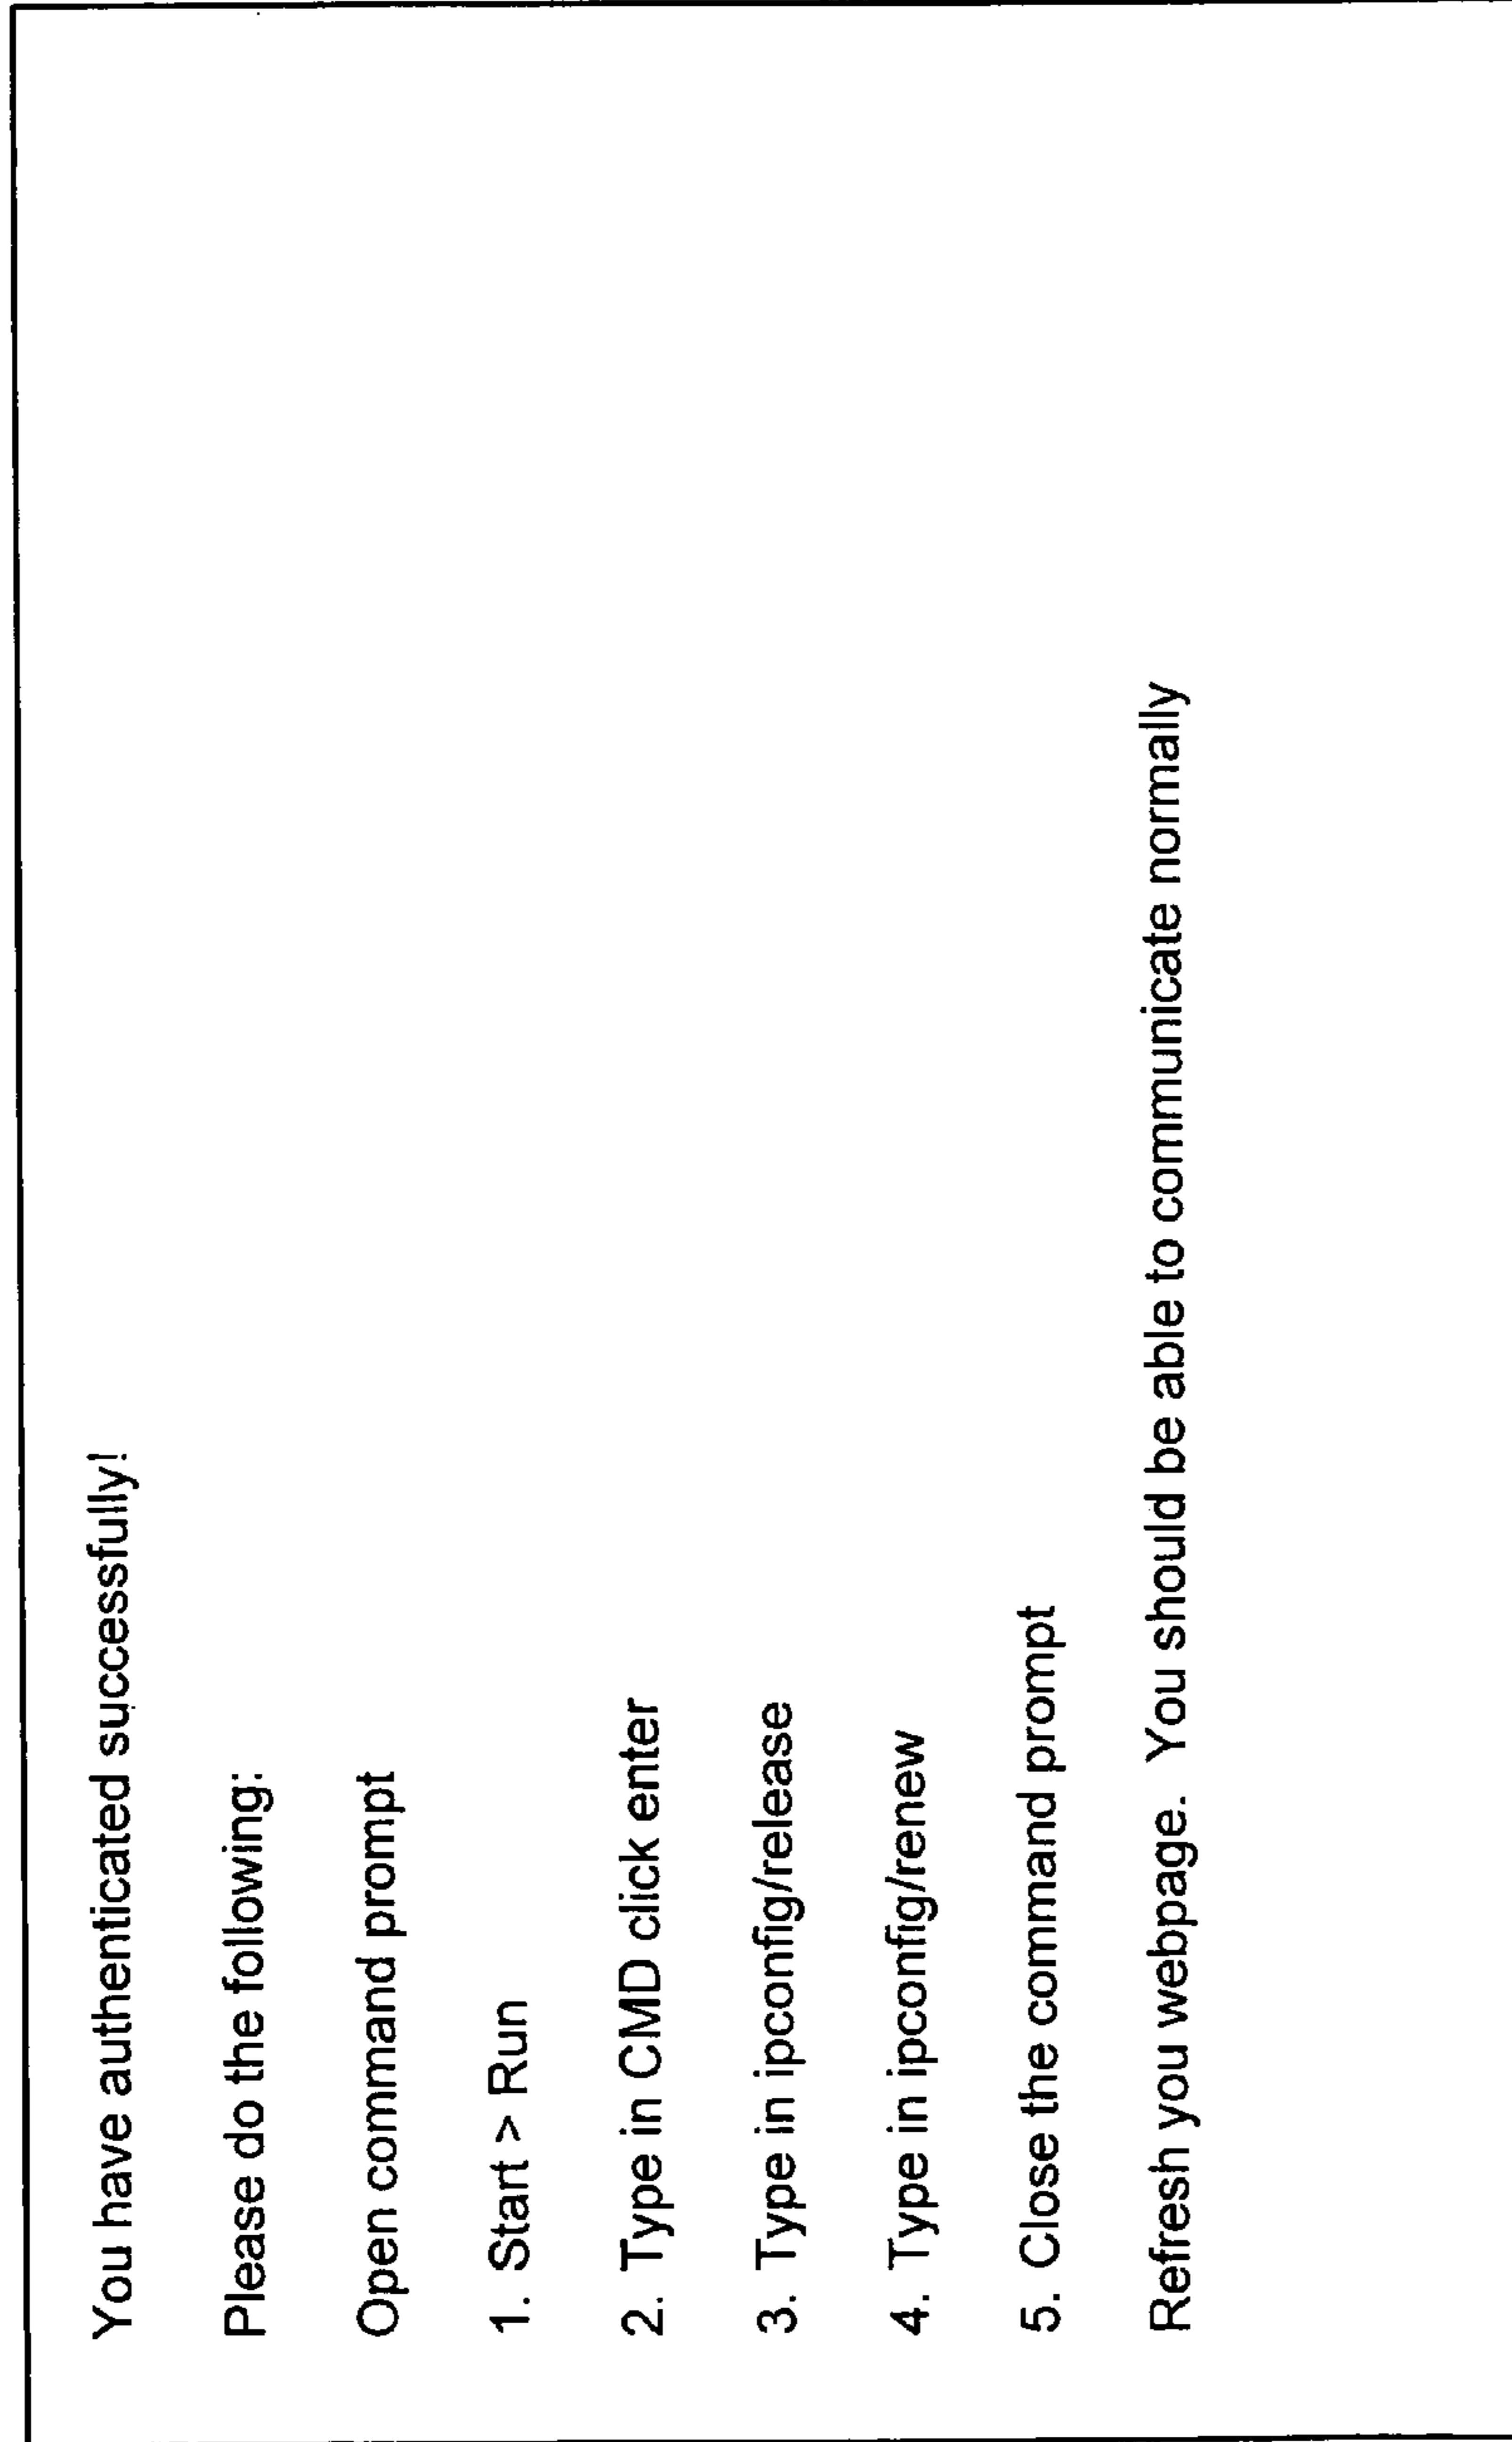 You have authenticated successfully!
Please do the following:
Open command prompt
1. Start > Run
2. Type in CMD click enter
3. Type in ipconfig/release
4. Type in ipconfig/renew
5. Close the command prompt
Refresh you webpage.  You should be able to communicate normally